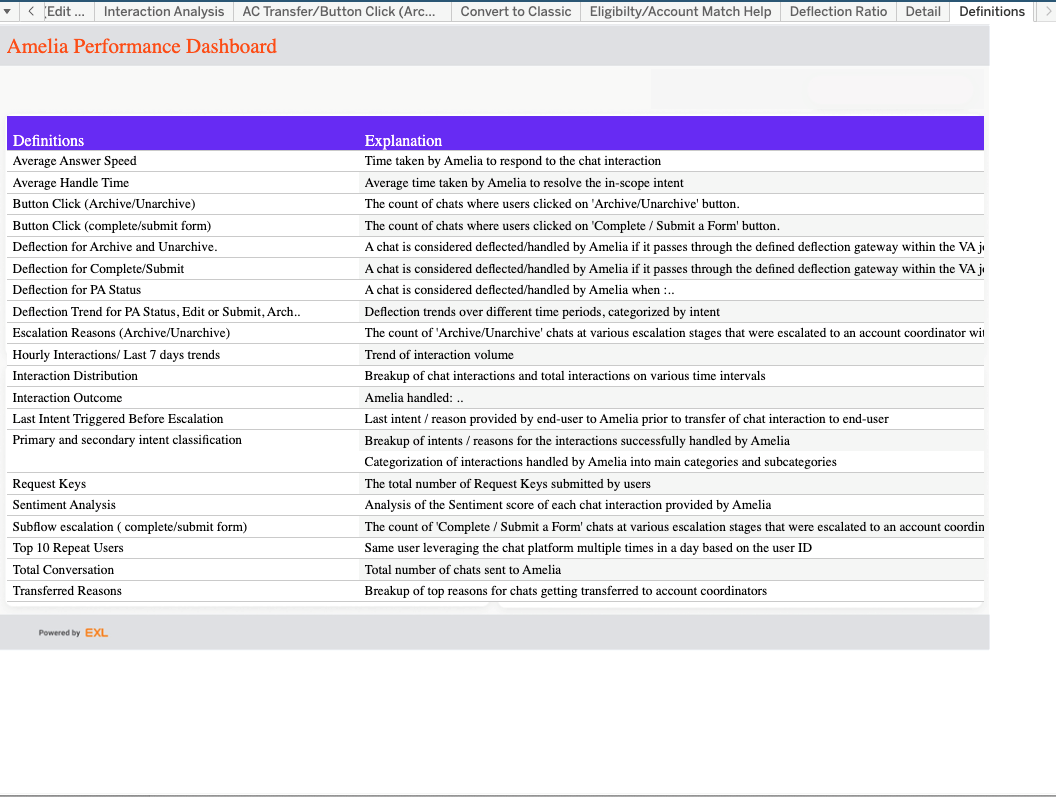 (Edit ... Interaction Analysis AC Transfer/Button Click (Arc... Convert to Classic Eligibilty/Account Match Help Deflection Ratio Detail Definitions
Amelia Performance Dashboard
Definitions Explanation
Average Answer Speed Time taken by Amelia to respond to the chat interaction
Average Handle Time Average time taken by Amelia to resolve the in-scope intent
Button Click (Archive/Unarchive) The count of chats where users clicked on 'Archive/Unarchive' button.
Button Click (complete/submit form) The count of chats where users clicked on 'Complete / Submit a Form' button.
Deflection for Archive and Unarchive. A chat is considered deflected/handled by Amelia if it passes through the defined deflection gateway within the VA
Deflection for Complete/Submit A chat is considered deflected/handled by Amelia if it passes through the defined deflection gateway within the VA
Deflection for PA Status A chat is considered deflected/handled by Amelia when :..
Deflection Trend for PA Status, Edit or Submit, Arch.. Deflection trends over different time periods, categorized by intent
Escalation Reasons (Archive/Unarchive) The count of 'Archive/Unarchive' chats at various escalation stages that were escalated to an account coordinator
Hourly Interactions/ Last 7 days trends Trend of interaction volume
Interaction Distribution Breakup of chat interactions and total interactions on various time intervals
Interaction Outcome Amelia handled: ..
Last Intent Triggered Before Escalation Last intent / reason provided by end-user to Amelia prior to transfer of chat interaction to end-user
Primary and secondary intent classification Breakup of intents / reasons for the interactions successfully handled by Amelia
Categorization of interactions handled by Amelia into main categories and subcategories
Request Keys The total number of Request Keys submitted by users
Sentiment Analysis Analysis of the Sentiment score of each chat interaction provided by Amelia
Subflow escalation ( complete/submit form) The count of 'Complete / Submit a Form' chats at various escalation stages that were escalated to an account coordin
Top 10 Repeat Users Same user leveraging the chat platform multiple times in a day based on the user ID
Total Conversation Total number of chats sent to Amelia
Transferred Reasons Breakup of top reasons for chats getting transferred to account coordinators
Powered by EXL